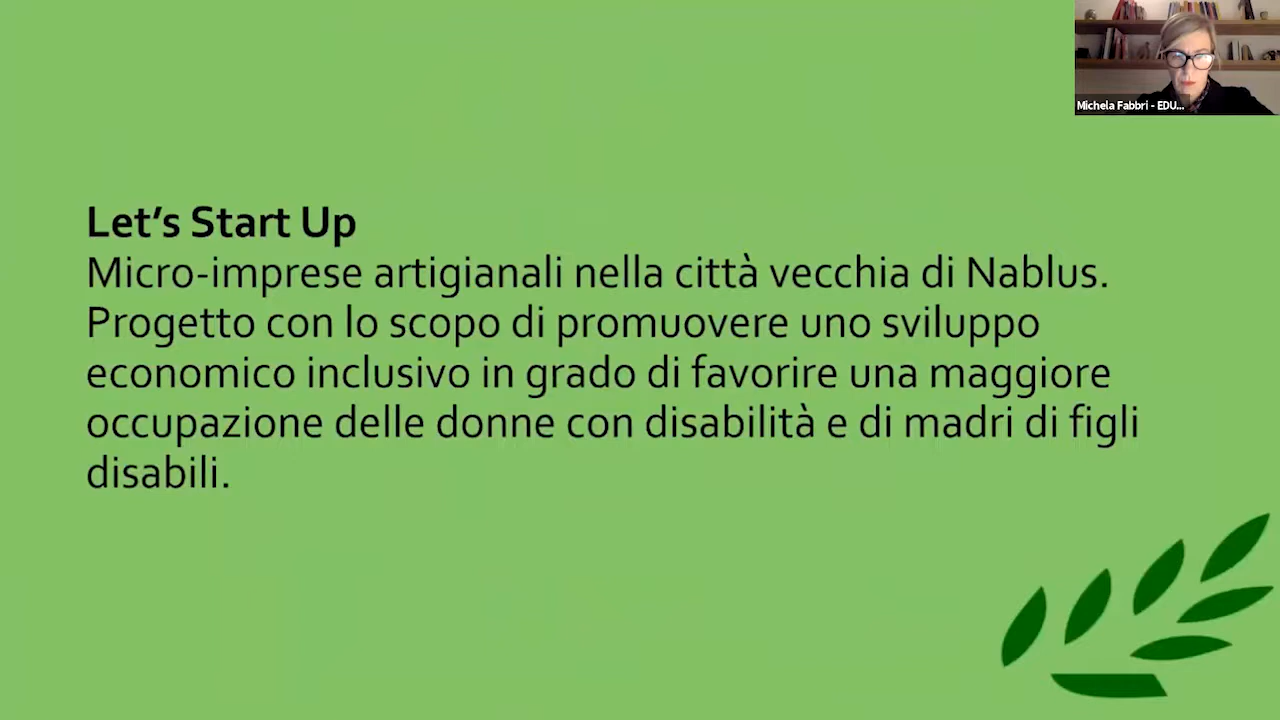 Michela Fabbri - EDU...
Let's Start Up
Micro-imprese artigianali nella città vecchia di Nablus.
Progetto con lo scopo di promuovere uno sviluppo
economico inclusivo in grado di favorire una maggiore
occupazione delle donne con disabilità e di madri di figli
disabili.